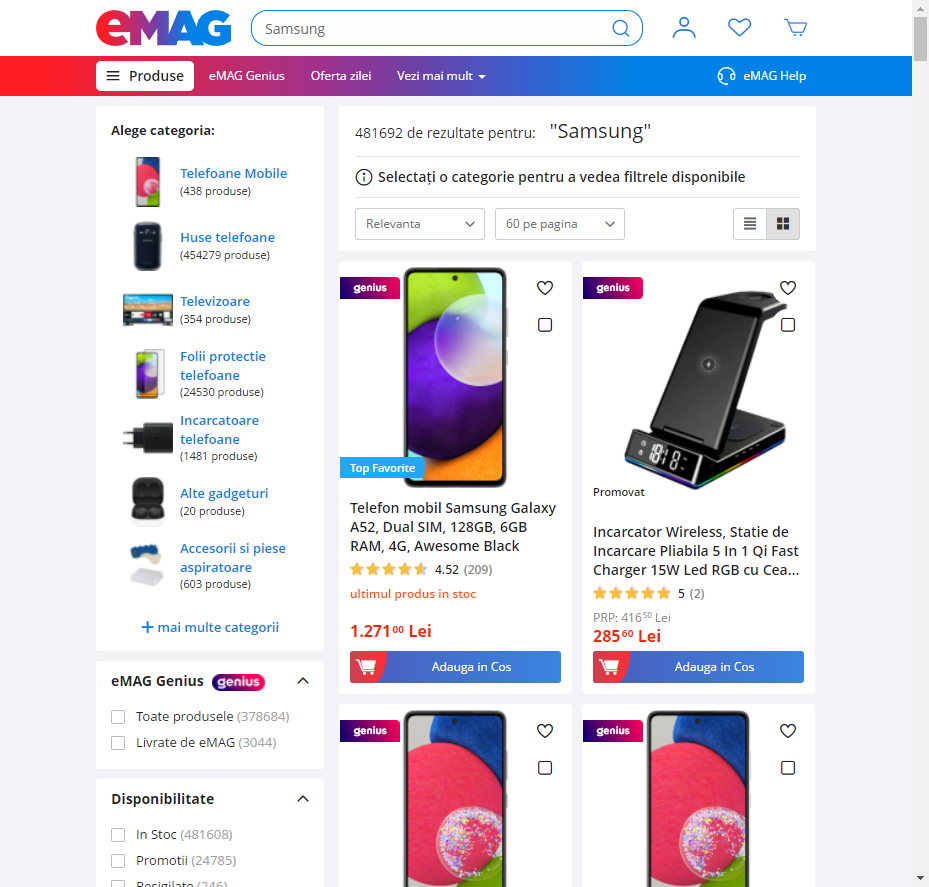 eMAG
Samsung
Produse
eMAG Genius
Oferta zilei
Vezi mai mult
eMAG Help
Alege categoria:
Telefoane Mobile
(438 produse)
Huse telefoane
(454279 produse)
Televizoare
(354 produse)
Folii protectie
telefoane
(24530 produse)
Incarcatoare
telefoane
(1481 produse)
Alte gadgeturi
(20 produse)
Accesorii si piese
aspiratoare
(603 produse)
+ mai multe categorii
eMAG Genius genius
Toate produsele (378684)
Livrate de eMAG (3044)
Disponibilitate
In Stoc (481608)
Promotii (24785)
Resigilate (246)
481692 de rezultate pentru: "Samsung"
Selectați o categorie pentru a vedea filtrele disponibile
Relevanta
60 pe pagina
genius
Top Favorite
Telefon mobil Samsung Galaxy
A52, Dual SIM, 128GB, 6GB
RAM, 4G, Awesome Black
4.52 (209)
ultimul produs in stoc
1.27100 Lei
Adauga in Cos
genius
1818
Promovat
Incarcator Wireless, Statie de
Incarcare Pliabila 5 In 1 Qi Fast
Charger 15W Led RGB cu Cea...
5 (2)
PRP: 41650 Lei
28560 Lei
Adauga in Cos
genius
genius